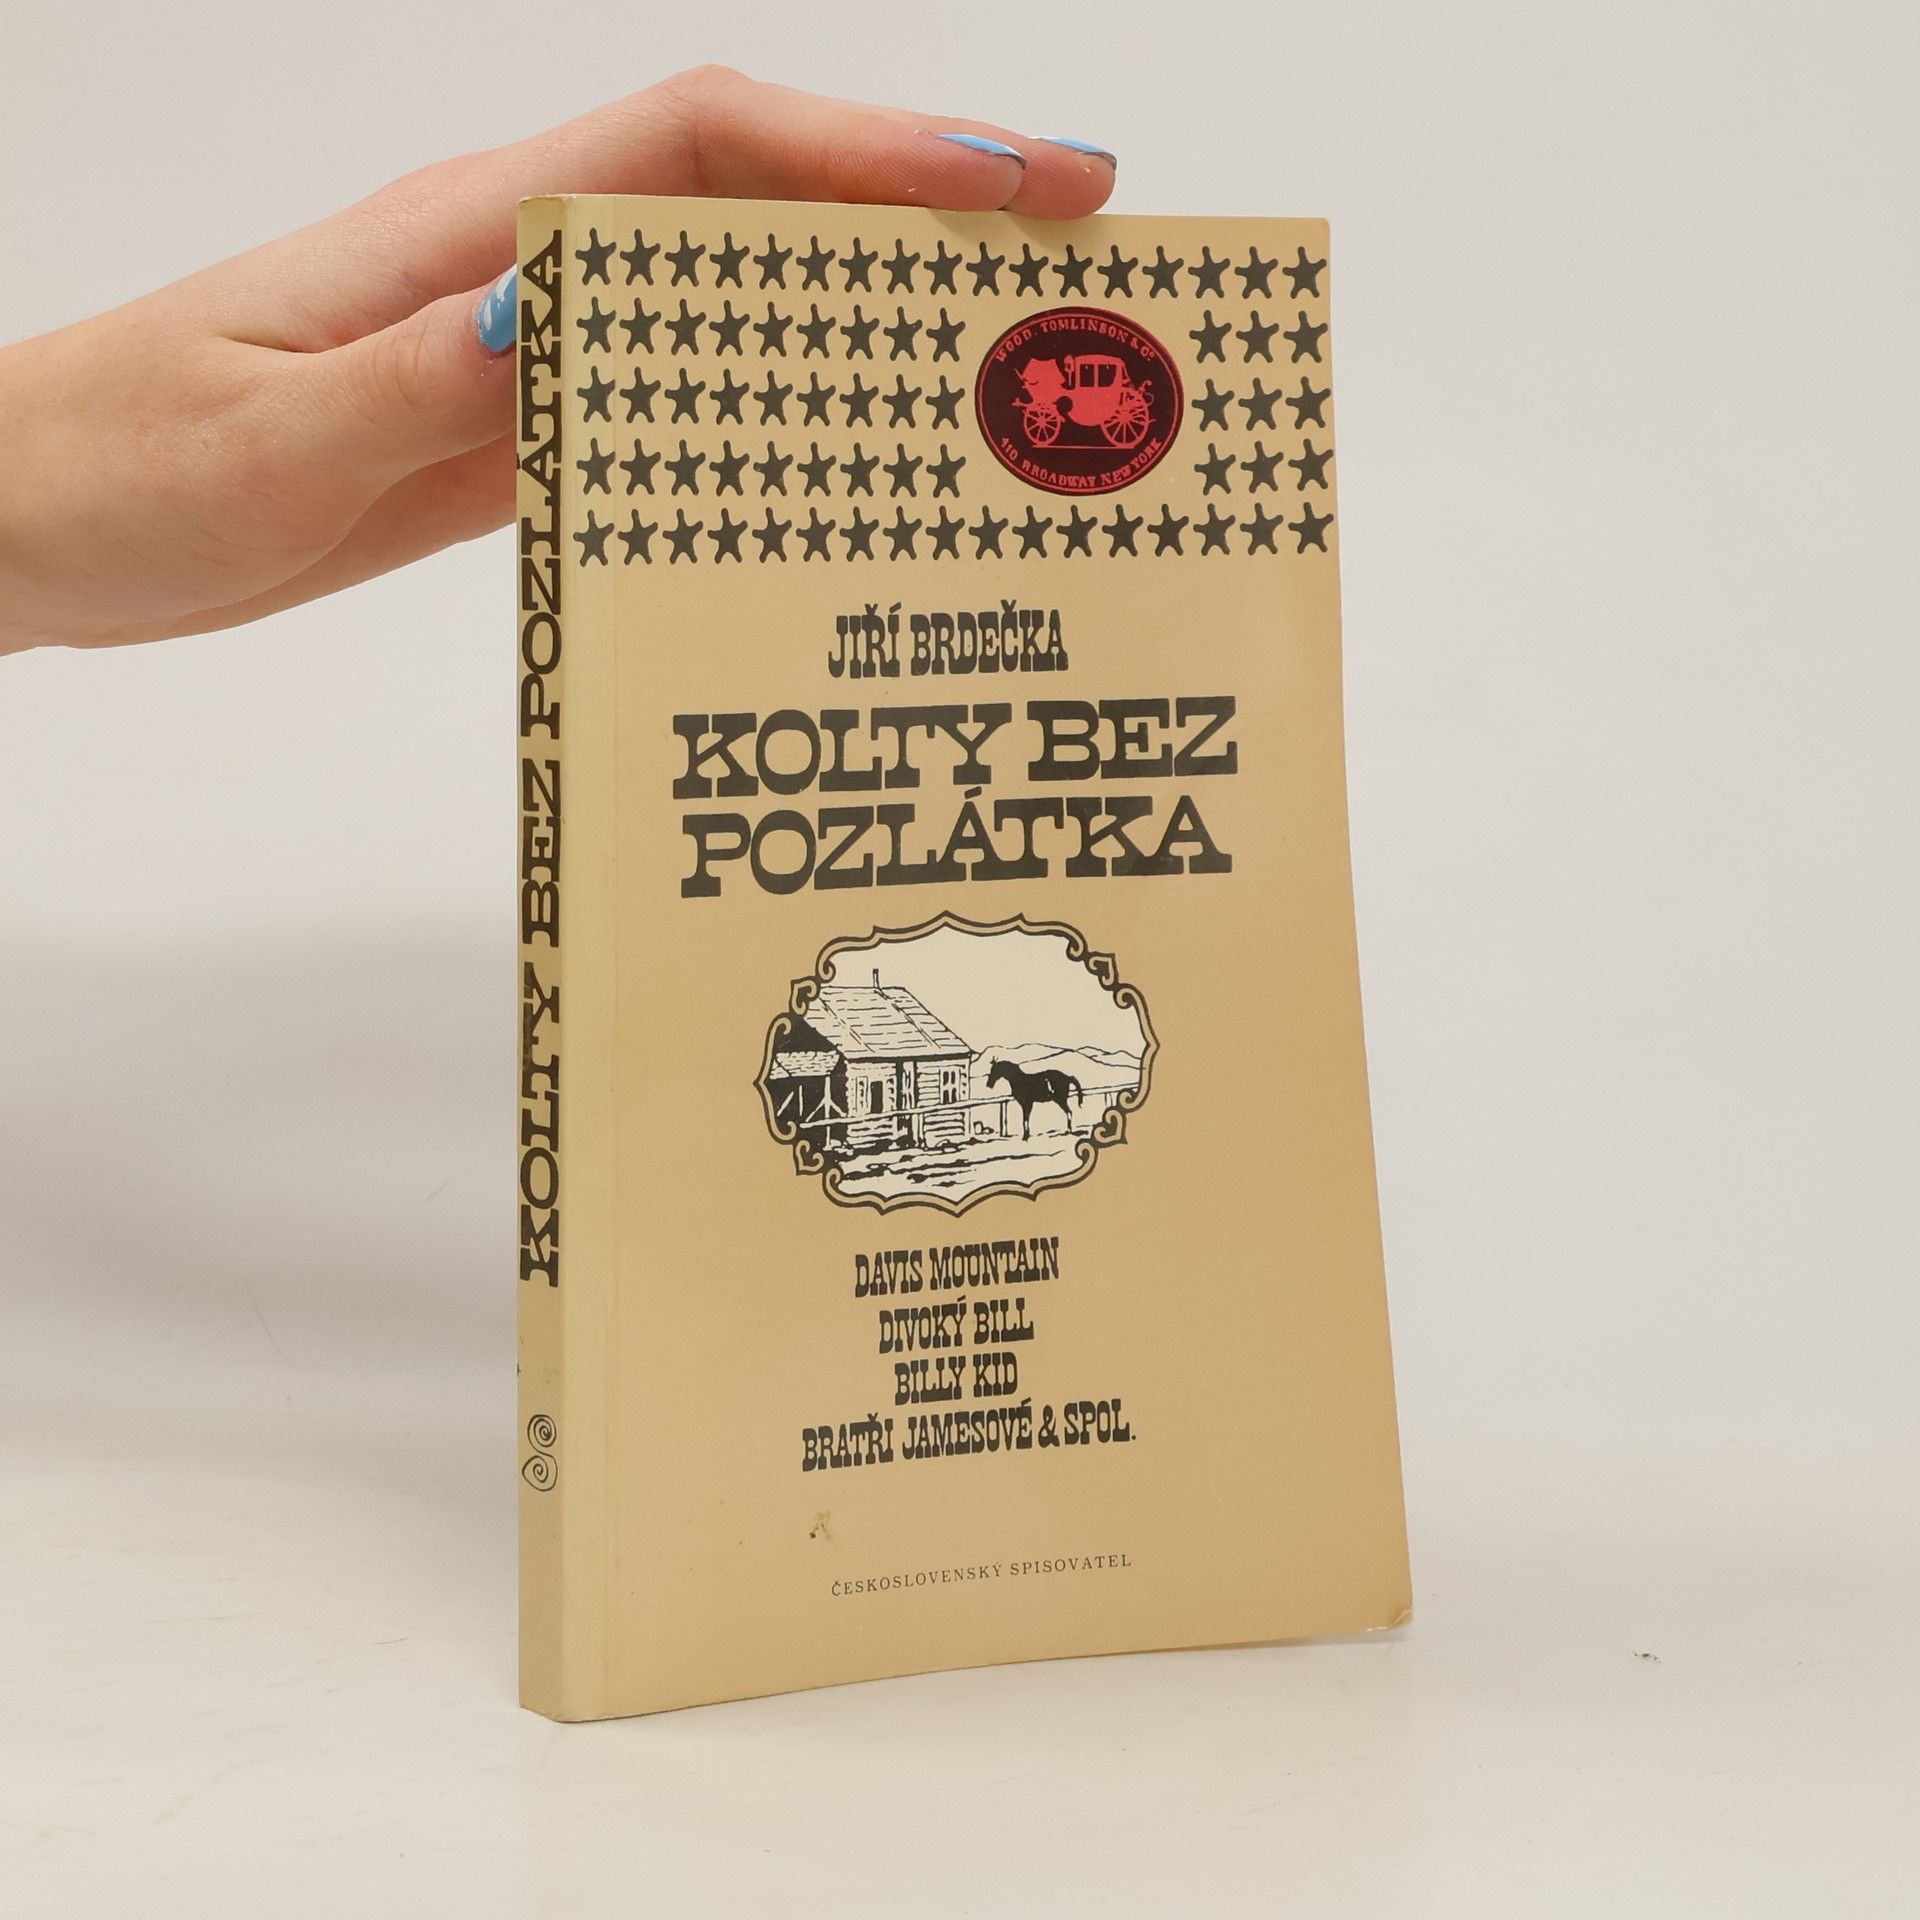 KOLTY BEZ POZLÁTKA
WOOD. TOMLINSON & Cº
410 BROADWAY NEW YORK
JIŘÍ BRDEČKA
KOLTY BEZ
POZLÁTKA
DAVIS MOUNTAIN
DIVOKÝ BILL
BILLY KID
BRATŘI JAMESOVÉ & SPOL.
ČESKOSLOVENSKÝ SPISOVATEL